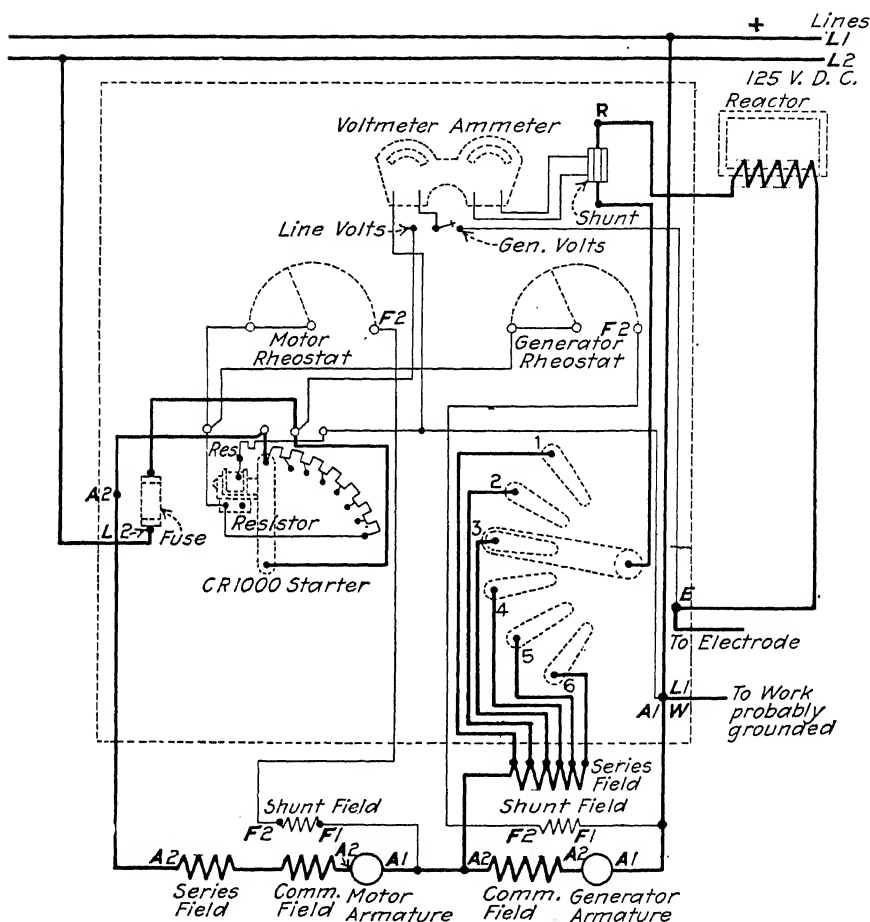 +
Lines
L1
L2
125 V. D. C.
Reactor
R
Voltmeter Ammeter
Shunt
Line Volts
Gen. Volts
F2
Motor
Rheostat
F2
Generator
Rheostat
1
Res.
2
A2
Resistor
3
L2
Fuse
CR1000 Starter
4
E
5
To Electrode
6
L1
A1 W
To Work
probably
grounded
Series
Field
Shunt Field
Shunt Field
F2 F1
F2 F1
A2
A2 A1
A2
A2 A1
Series
Field
Comm.
Field
Motor
Armature
Comm.
Field
Generator
Armature